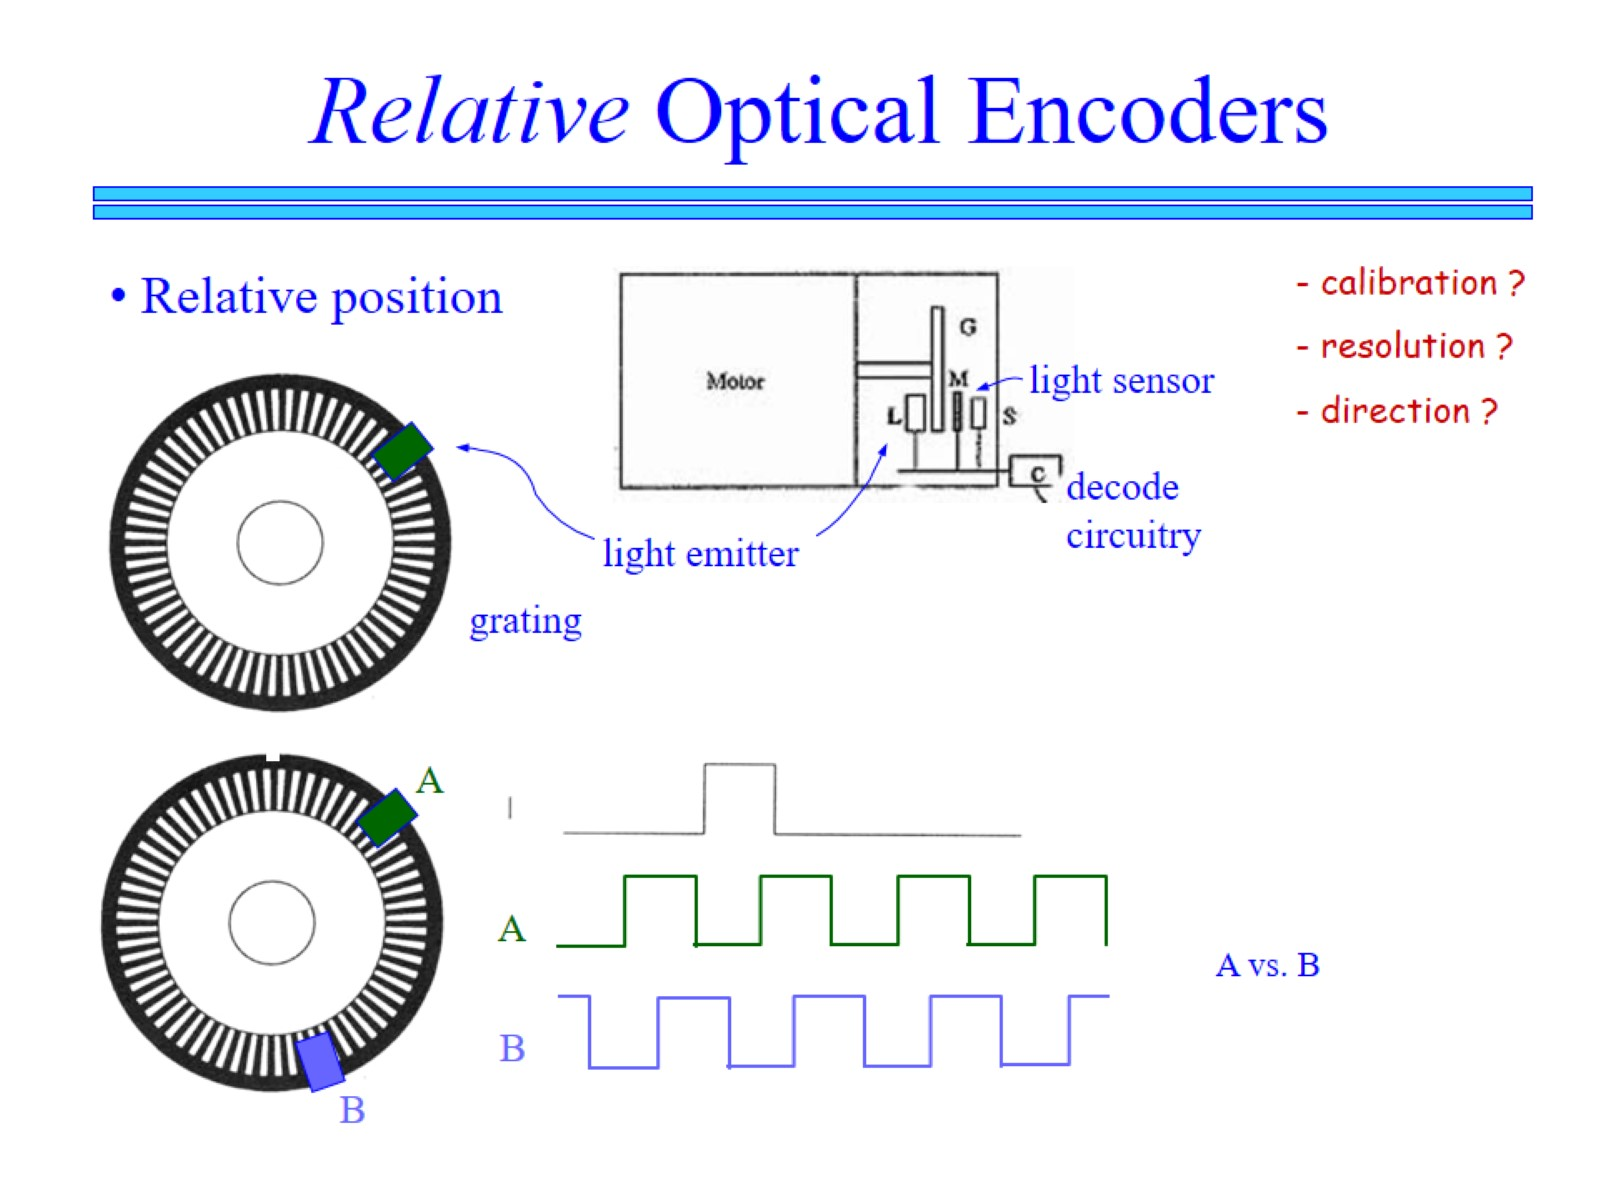 Relative Optical Encoders
• Relative position
- calibration ?
- resolution ?
- direction ?
Motor
G
M
L
S
C
light sensor
decode
circuitry
light emitter
grating
A
B
I
A
B
A vs. B